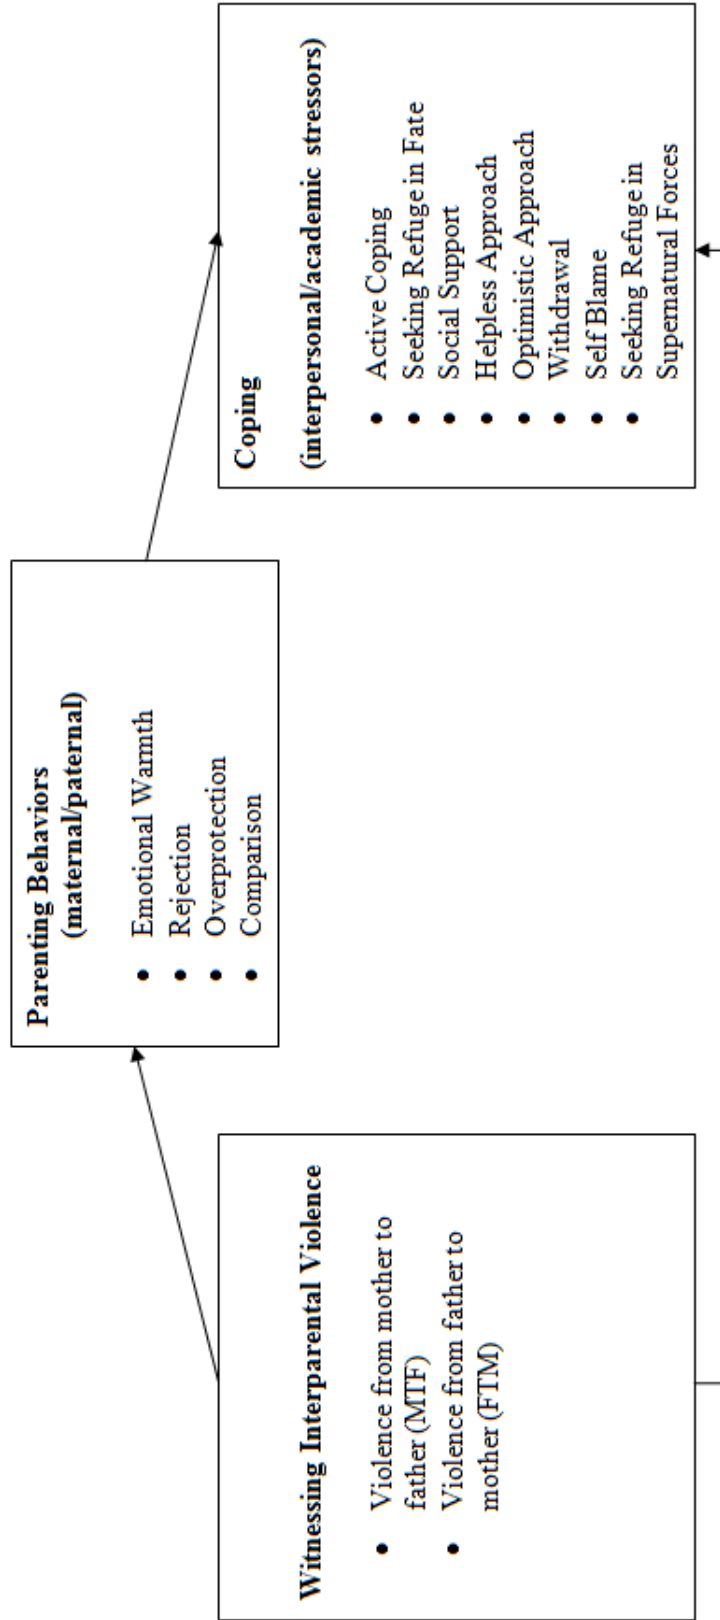 Parenting Behaviors
(maternal/paternal)
• Emotional Warmth
• Rejection
• Overprotection
• Comparison
Witnessing Interparental Violence
• Violence from mother to
father (MTF)
• Violence from father to
mother (FTM)
Coping
(interpersonal/academic stressors)
• Active Coping
• Seeking Refuge in Fate
• Social Support
• Helpless Approach
• Optimistic Approach
• Withdrawal
• Self Blame
• Seeking Refuge in
Supernatural Forces